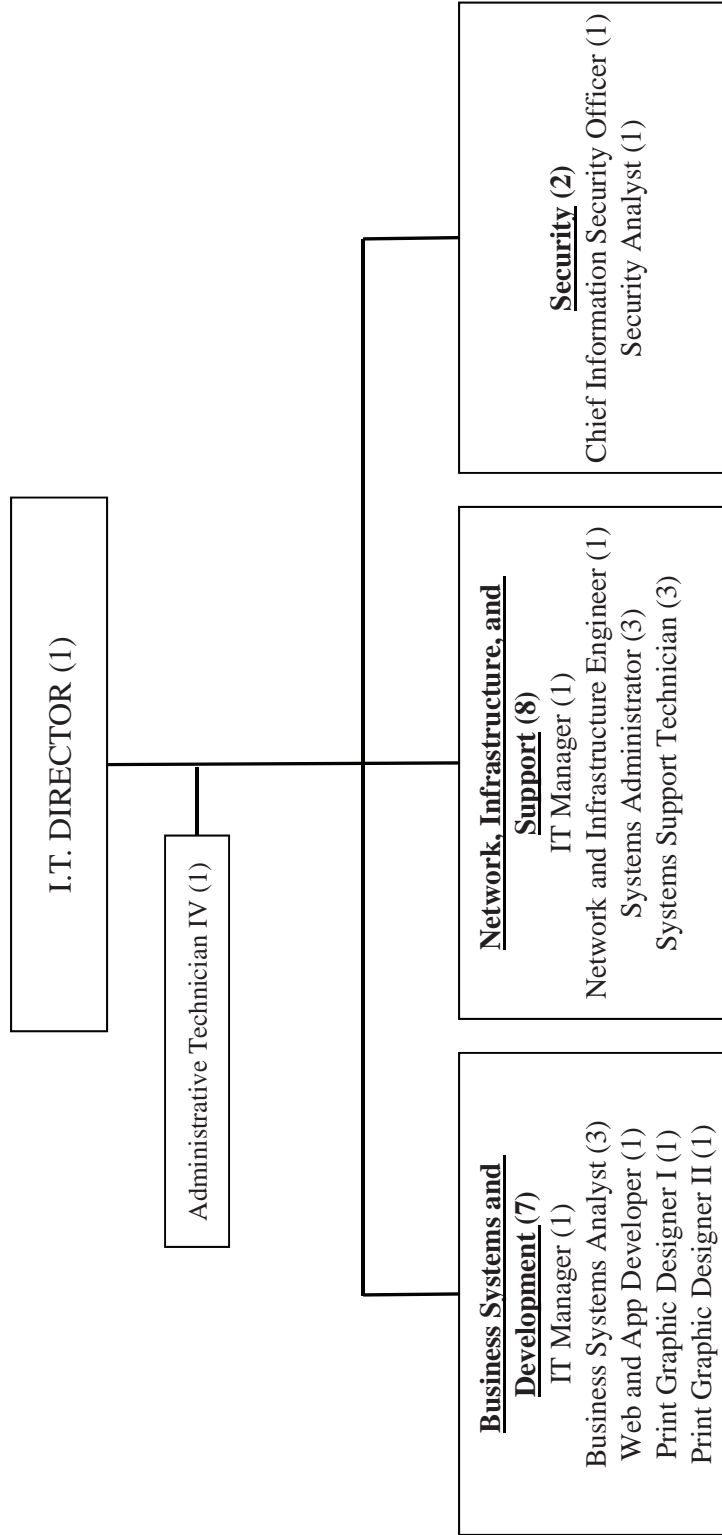 I.T. DIRECTOR (1)
Administrative Technician IV (1)
Business Systems and
Development (7)
IT Manager (1)
Business Systems Analyst (3)
Web and App Developer (1)
Print Graphic Designer I (1)
Print Graphic Designer II (1)
Network, Infrastructure, and
Support (8)
IT Manager (1)
Network and Infrastructure Engineer (1)
Systems Administrator (3)
Systems Support Technician (3)
Security (2)
Chief Information Security Officer (1)
Security Analyst (1)